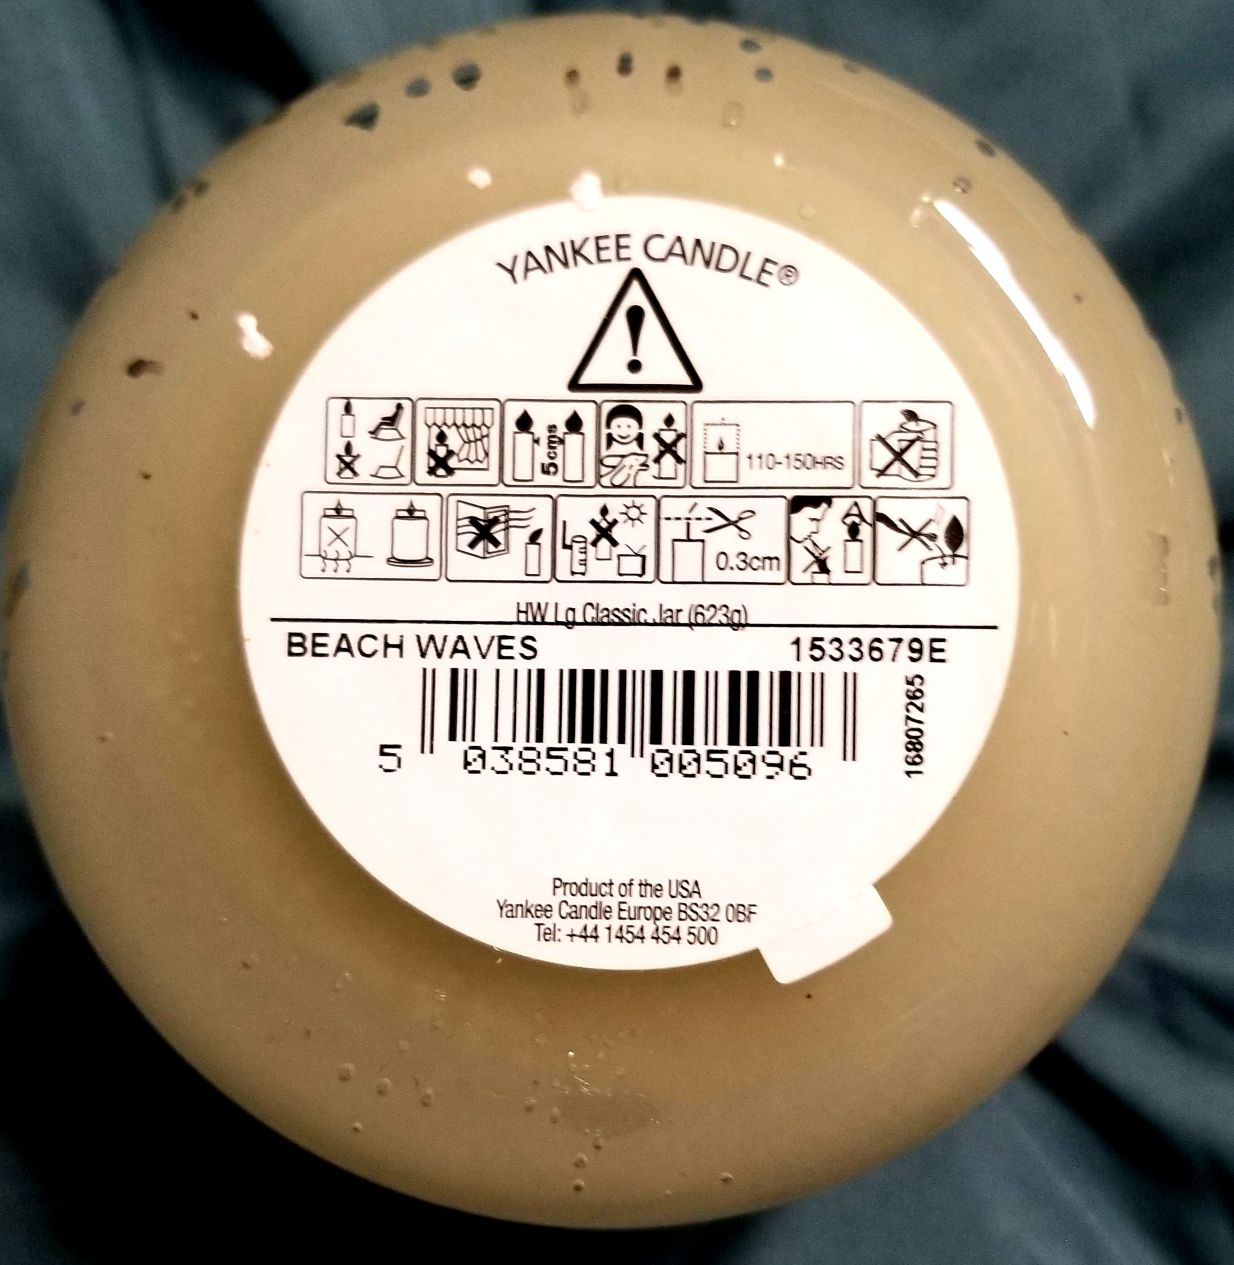 YANKEE CANDLE®
5cms
110-150HRS
0.3cm
HW Lg Classic Jar (623g)
BEACH WAVES 1533679E
16807265
5 038581 005096
Product of the USA
Yankee Candle Europe BS32 0BF
Tel: +44 1454 454 500